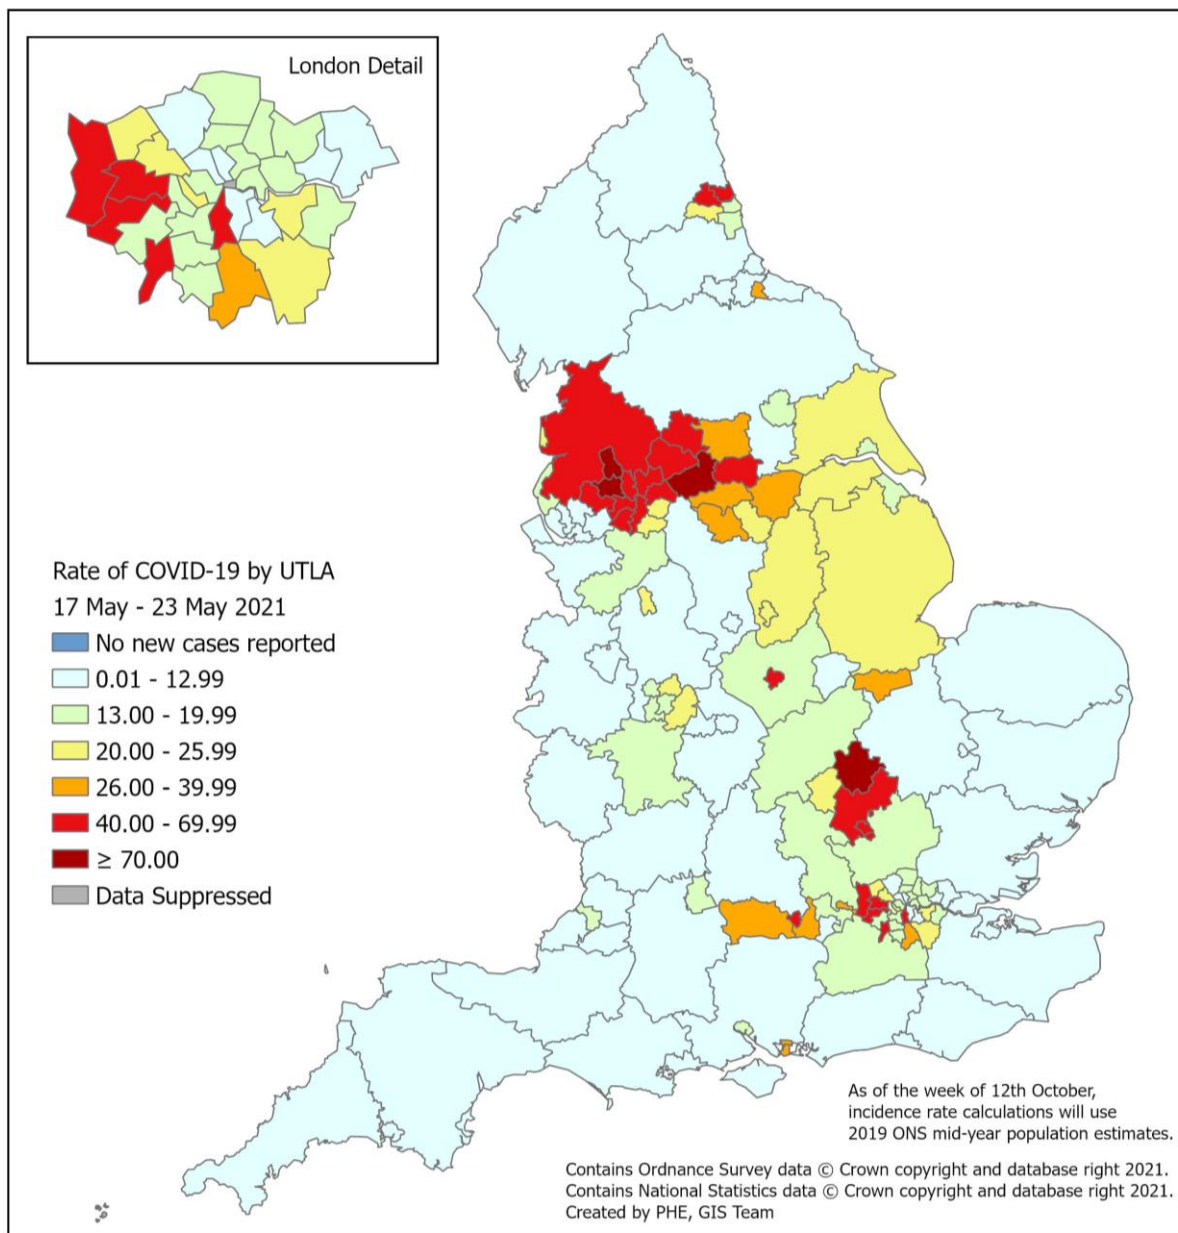 London Detail
Rate of COVID-19 by UTLA
17 May - 23 May 2021
No new cases reported
0.01 - 12.99
13.00 - 19.99
20.00 - 25.99
26.00 - 39.99
40.00 - 69.99
≥ 70.00
Data Suppressed
As of the week of 12th October,
incidence rate calculations will use
2019 ONS mid-year population estimates.
Contains Ordnance Survey data © Crown copyright and database right 2021.
Contains National Statistics data © Crown copyright and database right 2021.
Created by PHE, GIS Team